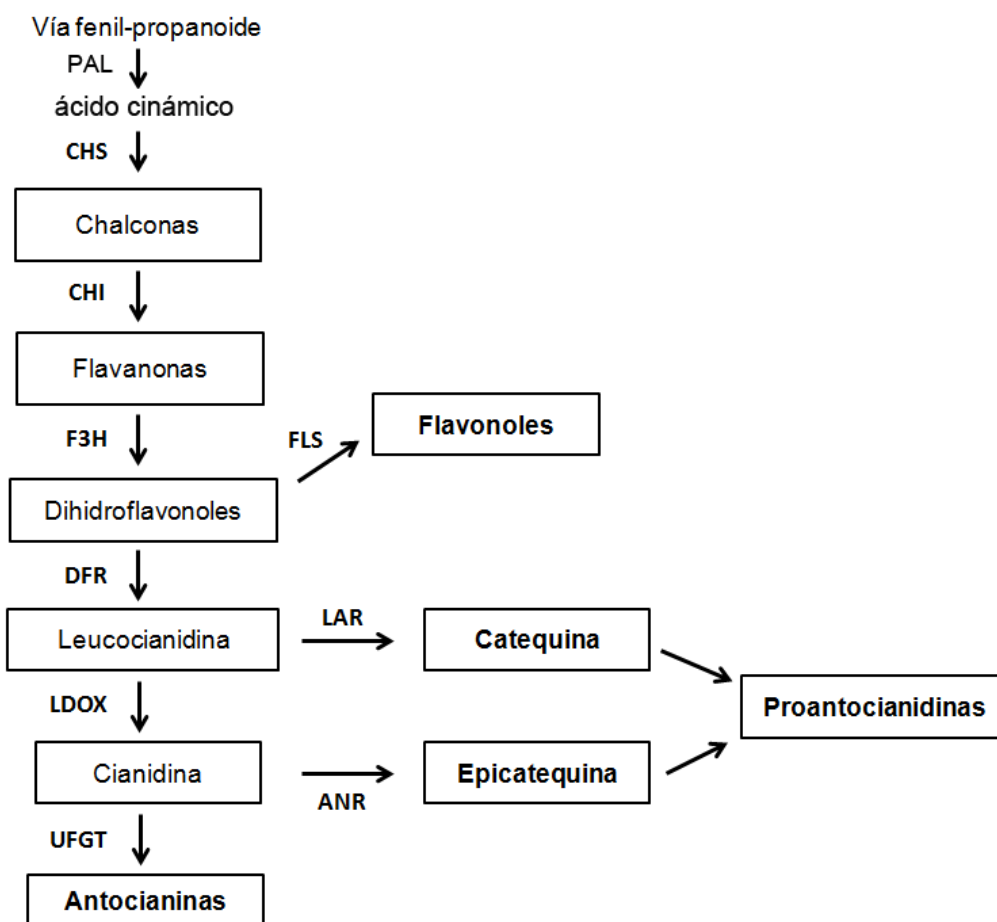 Vía fenil-propanoide
PAL
ácido cinámico
CHS
Chalconas
CHI
Flavanonas
F3H
FLS
Flavonoles
Dihidroflavonoles
DFR
Leucocianidina
LAR
Catequina
Proantocianidinas
LDOX
Cianidina
ANR
Epicatequina
UFGT
Antocianinas